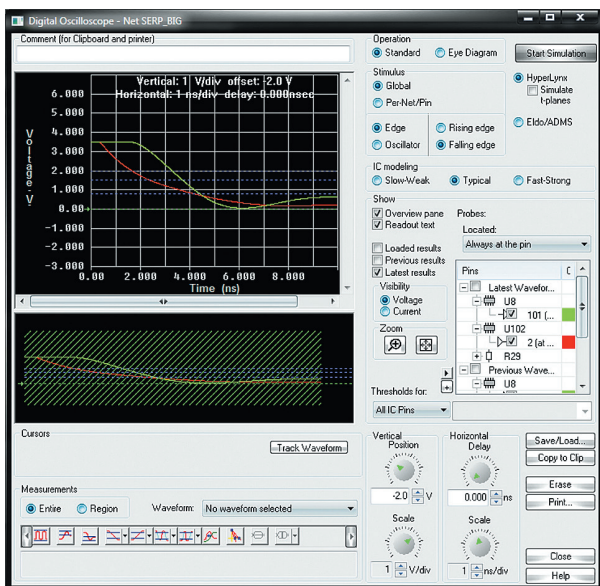 Digital Oscilloscope - Net SERP_BIG
Comment (for Clipboard and printer)
Vertical: 1 V/div offset: -2.0 V
Horizontal: 1 ns/div delay: 0.000nsec
Voltage -V-
6.000
5.000
4.000
3.000
2.000
1.000
0.00
-1.000
-2.000
-3.000
0.00 2.000 4.000 6.000 8.000
Time (ns)
Cursors
Track Waveform
Measurements
Entire Region Waveform: No waveform selected
Operation
Standard Eye Diagram
Start Simulation
Stimulus
Global
Per-Net/Pin
HyperLynx
Simulate
t-planes
Edge Rising edge
Oscillator Falling edge
Eldo/ADMS
IC modeling
Slow-Weak Typical Fast-Strong
Show
Overview pane
Readout text
Loaded results
Previous results
Latest results
Visibility
Voltage
Current
Zoom
Probes:
Located:
Always at the pin
Pins
Latest Wavefor...
U8
101 (...
U102
2 (at ...
R29
Previous Wave...
U8
Thresholds for:
All IC Pins
Vertical
Position
-2.0 V
Scale
1 V/div
Horizontal
Delay
0.000 ns
Scale
1 ns/div
Save/Load...
Copy to Clip
Erase
Print...
Close
Help